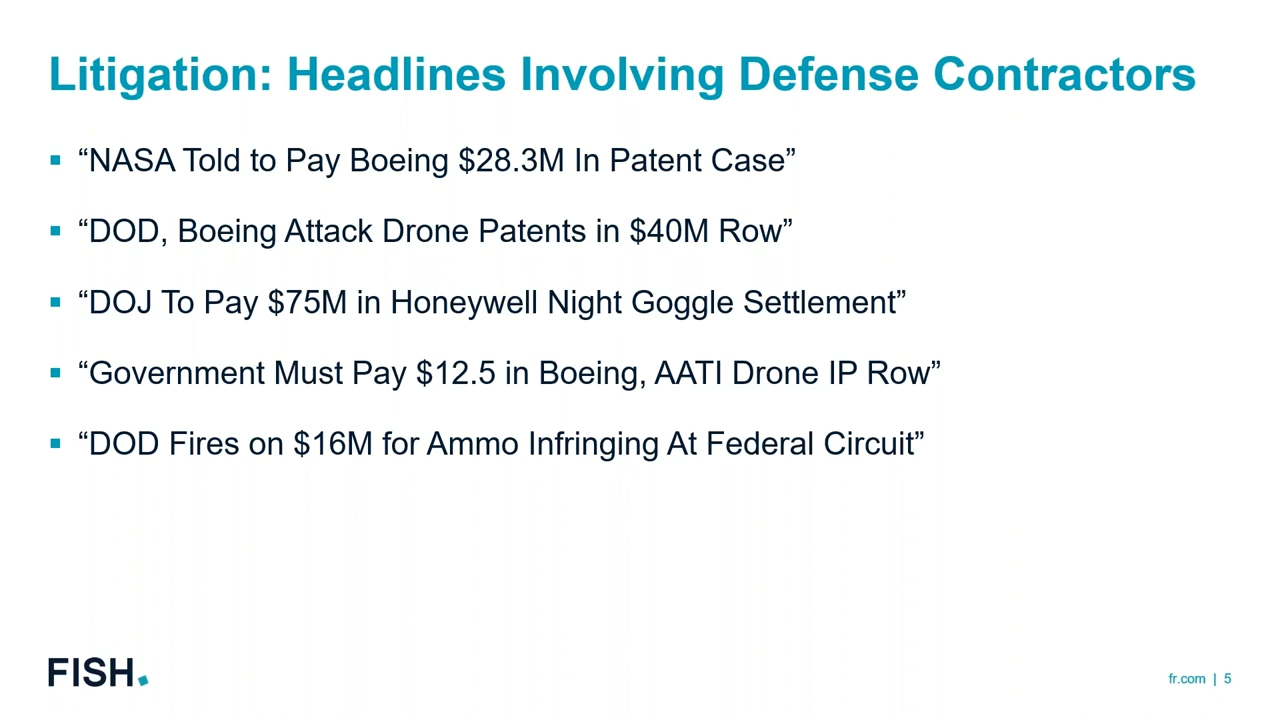 Litigation: Headlines Involving Defense Contractors
▪ “NASA Told to Pay Boeing $28.3M In Patent Case”
▪ “DOD, Boeing Attack Drone Patents in $40M Row”
▪ “DOJ To Pay $75M in Honeywell Night Goggle Settlement”
▪ “Government Must Pay $12.5 in Boeing, AATI Drone IP Row”
▪ “DOD Fires on $16M for Ammo Infringing At Federal Circuit”
FISH.
fr.com | 5